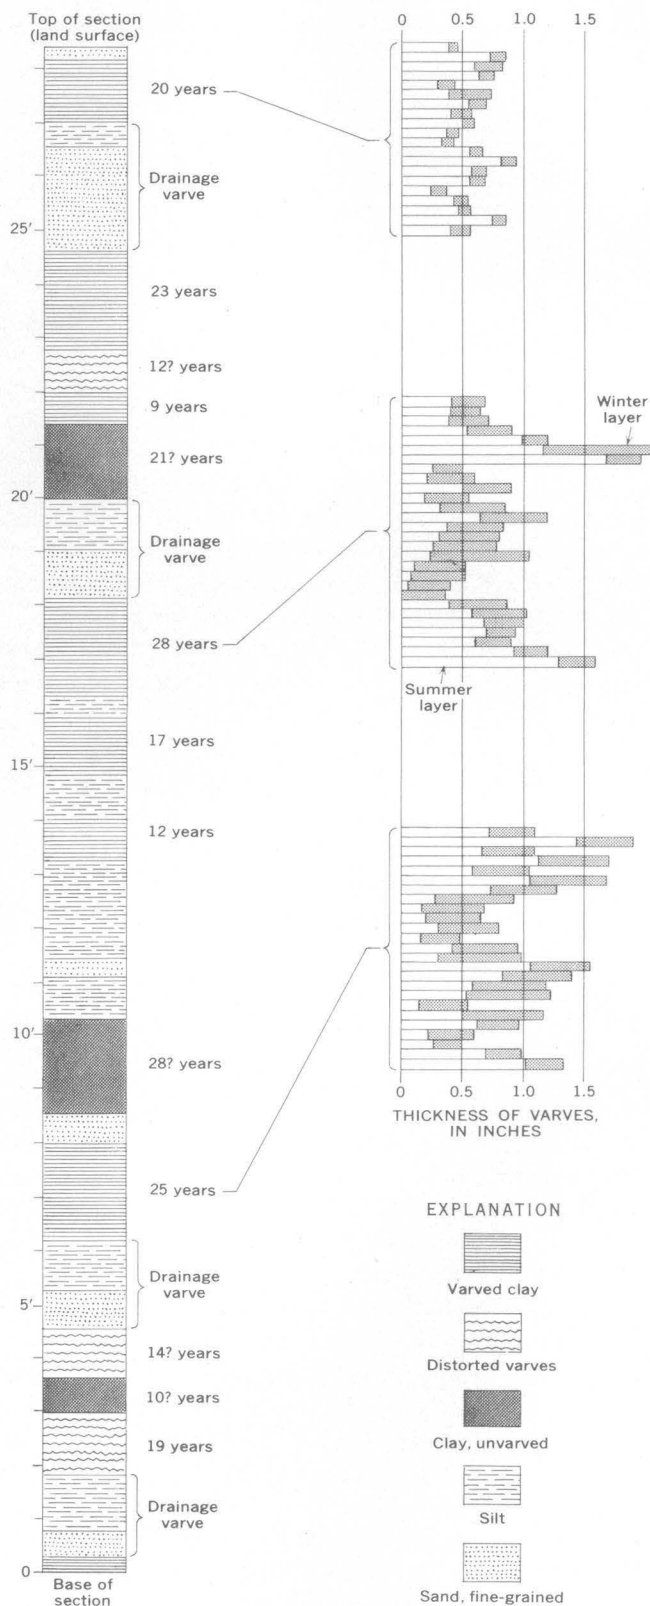 Top of section
(land surface)
0 0.5 1.0 1.5
20 years
Drainage
varve
25'
23 years
12? years
9 years
Winter
layer
21? years
20'
Drainage
varve
28 years
Summer
layer
17 years
15'
12 years
10'
28? years
0 0.5 1.0 1.5
THICKNESS OF VARVES,
IN INCHES
25 years
EXPLANATION
Varved clay
Drainage
varve
5'
14? years
Distorted varves
10? years
19 years
Clay, unvarved
Drainage
varve
Silt
0
Base of
section
Sand, fine-grained